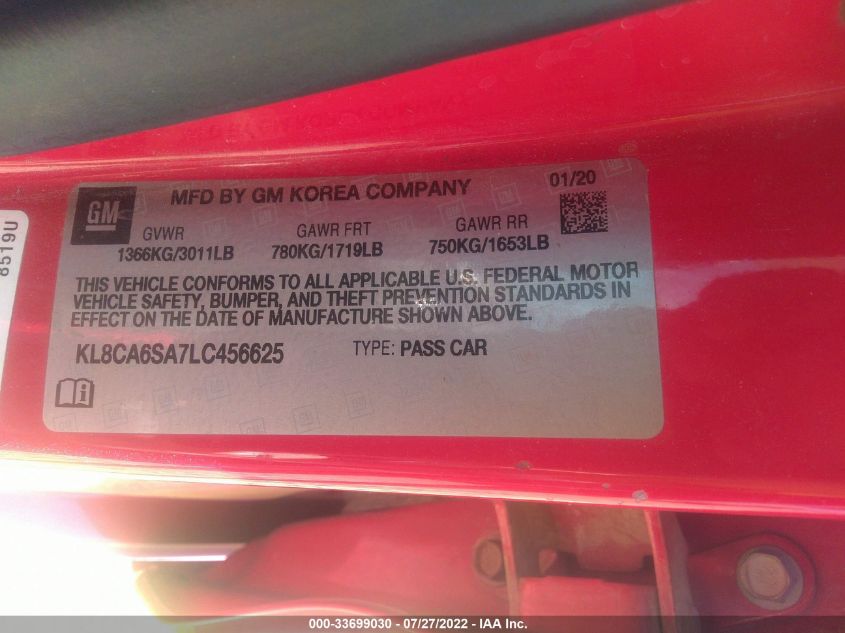 MFD BY GM KOREA COMPANY
01/20
GM
GVWR
GAWR FRT
GAWR RR
1366KG/3011LB
780KG/1719LB
750KG/1653LB
THIS VEHICLE CONFORMS TO ALL APPLICABLE U.S. FEDERAL MOTOR
VEHICLE SAFETY, BUMPER, AND THEFT PREVENTION STANDARDS IN
EFFECT ON THE DATE OF MANUFACTURE SHOWN ABOVE.
KL8CA6SA7LC456625
TYPE: PASS CAR
8519U
000-33699030 - 07/27/2022 - IAA Inc.